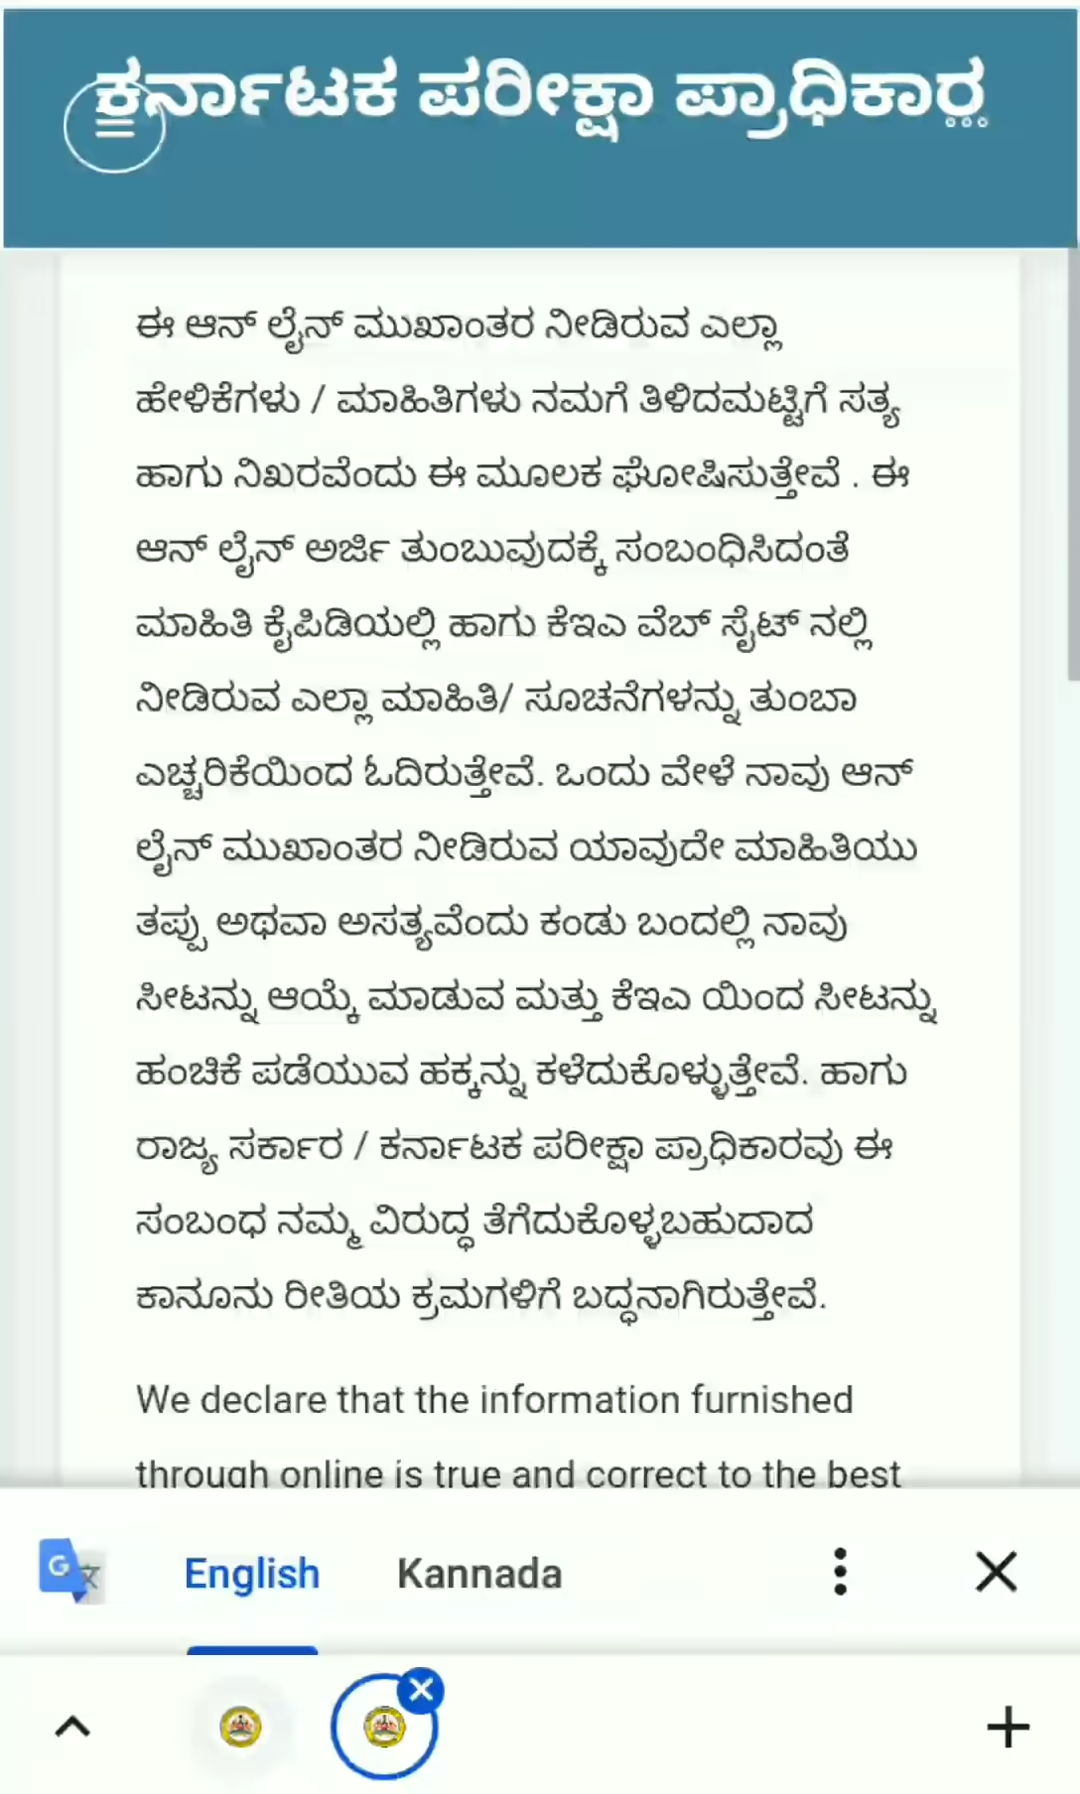 ಕರ್ನಾಟಕ ಪರೀಕ್ಷಾ ಪ್ರಾಧಿಕಾರ
ಈ ಆನ್ ಲೈನ್ ಮುಖಾಂತರ ನೀಡಿರುವ ಎಲ್ಲಾ
ಹೇಳಿಕೆಗಳು / ಮಾಹಿತಿಗಳು ನಮಗೆ ತಿಳಿದಮಟ್ಟಿಗೆ ಸತ್ಯ
ಹಾಗು ನಿಖರವೆಂದು ಈ ಮೂಲಕ ಘೋಷಿಸುತ್ತೇವೆ . ಈ
ಆನ್ ಲೈನ್ ಅರ್ಜಿ ತುಂಬುವುದಕ್ಕೆ ಸಂಬಂಧಿಸಿದಂತೆ
ಮಾಹಿತಿ ಕೈಪಿಡಿಯಲ್ಲಿ ಹಾಗು ಕೆಇಎ ವೆಬ್ ಸೈಟ್ ನಲ್ಲಿ
ನೀಡಿರುವ ಎಲ್ಲಾ ಮಾಹಿತಿ/ ಸೂಚನೆಗಳನ್ನು ತುಂಬಾ
ಎಚ್ಚರಿಕೆಯಿಂದ ಓದಿರುತ್ತೇವೆ. ಒಂದು ವೇಳೆ ನಾವು ಆನ್
ಲೈನ್ ಮುಖಾಂತರ ನೀಡಿರುವ ಯಾವುದೇ ಮಾಹಿತಿಯು
ತಪ್ಪು ಅಥವಾ ಅಸತ್ಯವೆಂದು ಕಂಡು ಬಂದಲ್ಲಿ ನಾವು
ಸೀಟನ್ನು ಆಯ್ಕೆ ಮಾಡುವ ಮತ್ತು ಕೆಇಎ ಯಿಂದ ಸೀಟನ್ನು
ಹಂಚಿಕೆ ಪಡೆಯುವ ಹಕ್ಕನ್ನು ಕಳೆದುಕೊಳ್ಳುತ್ತೇವೆ. ಹಾಗು
ರಾಜ್ಯ ಸರ್ಕಾರ / ಕರ್ನಾಟಕ ಪರೀಕ್ಷಾ ಪ್ರಾಧಿಕಾರವು ಈ
ಸಂಬಂಧ ನಮ್ಮ ವಿರುದ್ಧ ತೆಗೆದುಕೊಳ್ಳಬಹುದಾದ
ಕಾನೂನು ರೀತಿಯ ಕ್ರಮಗಳಿಗೆ ಬದ್ಧನಾಗಿರುತ್ತೇವೆ.
We declare that the information furnished
through online is true and correct to the best
English Kannada